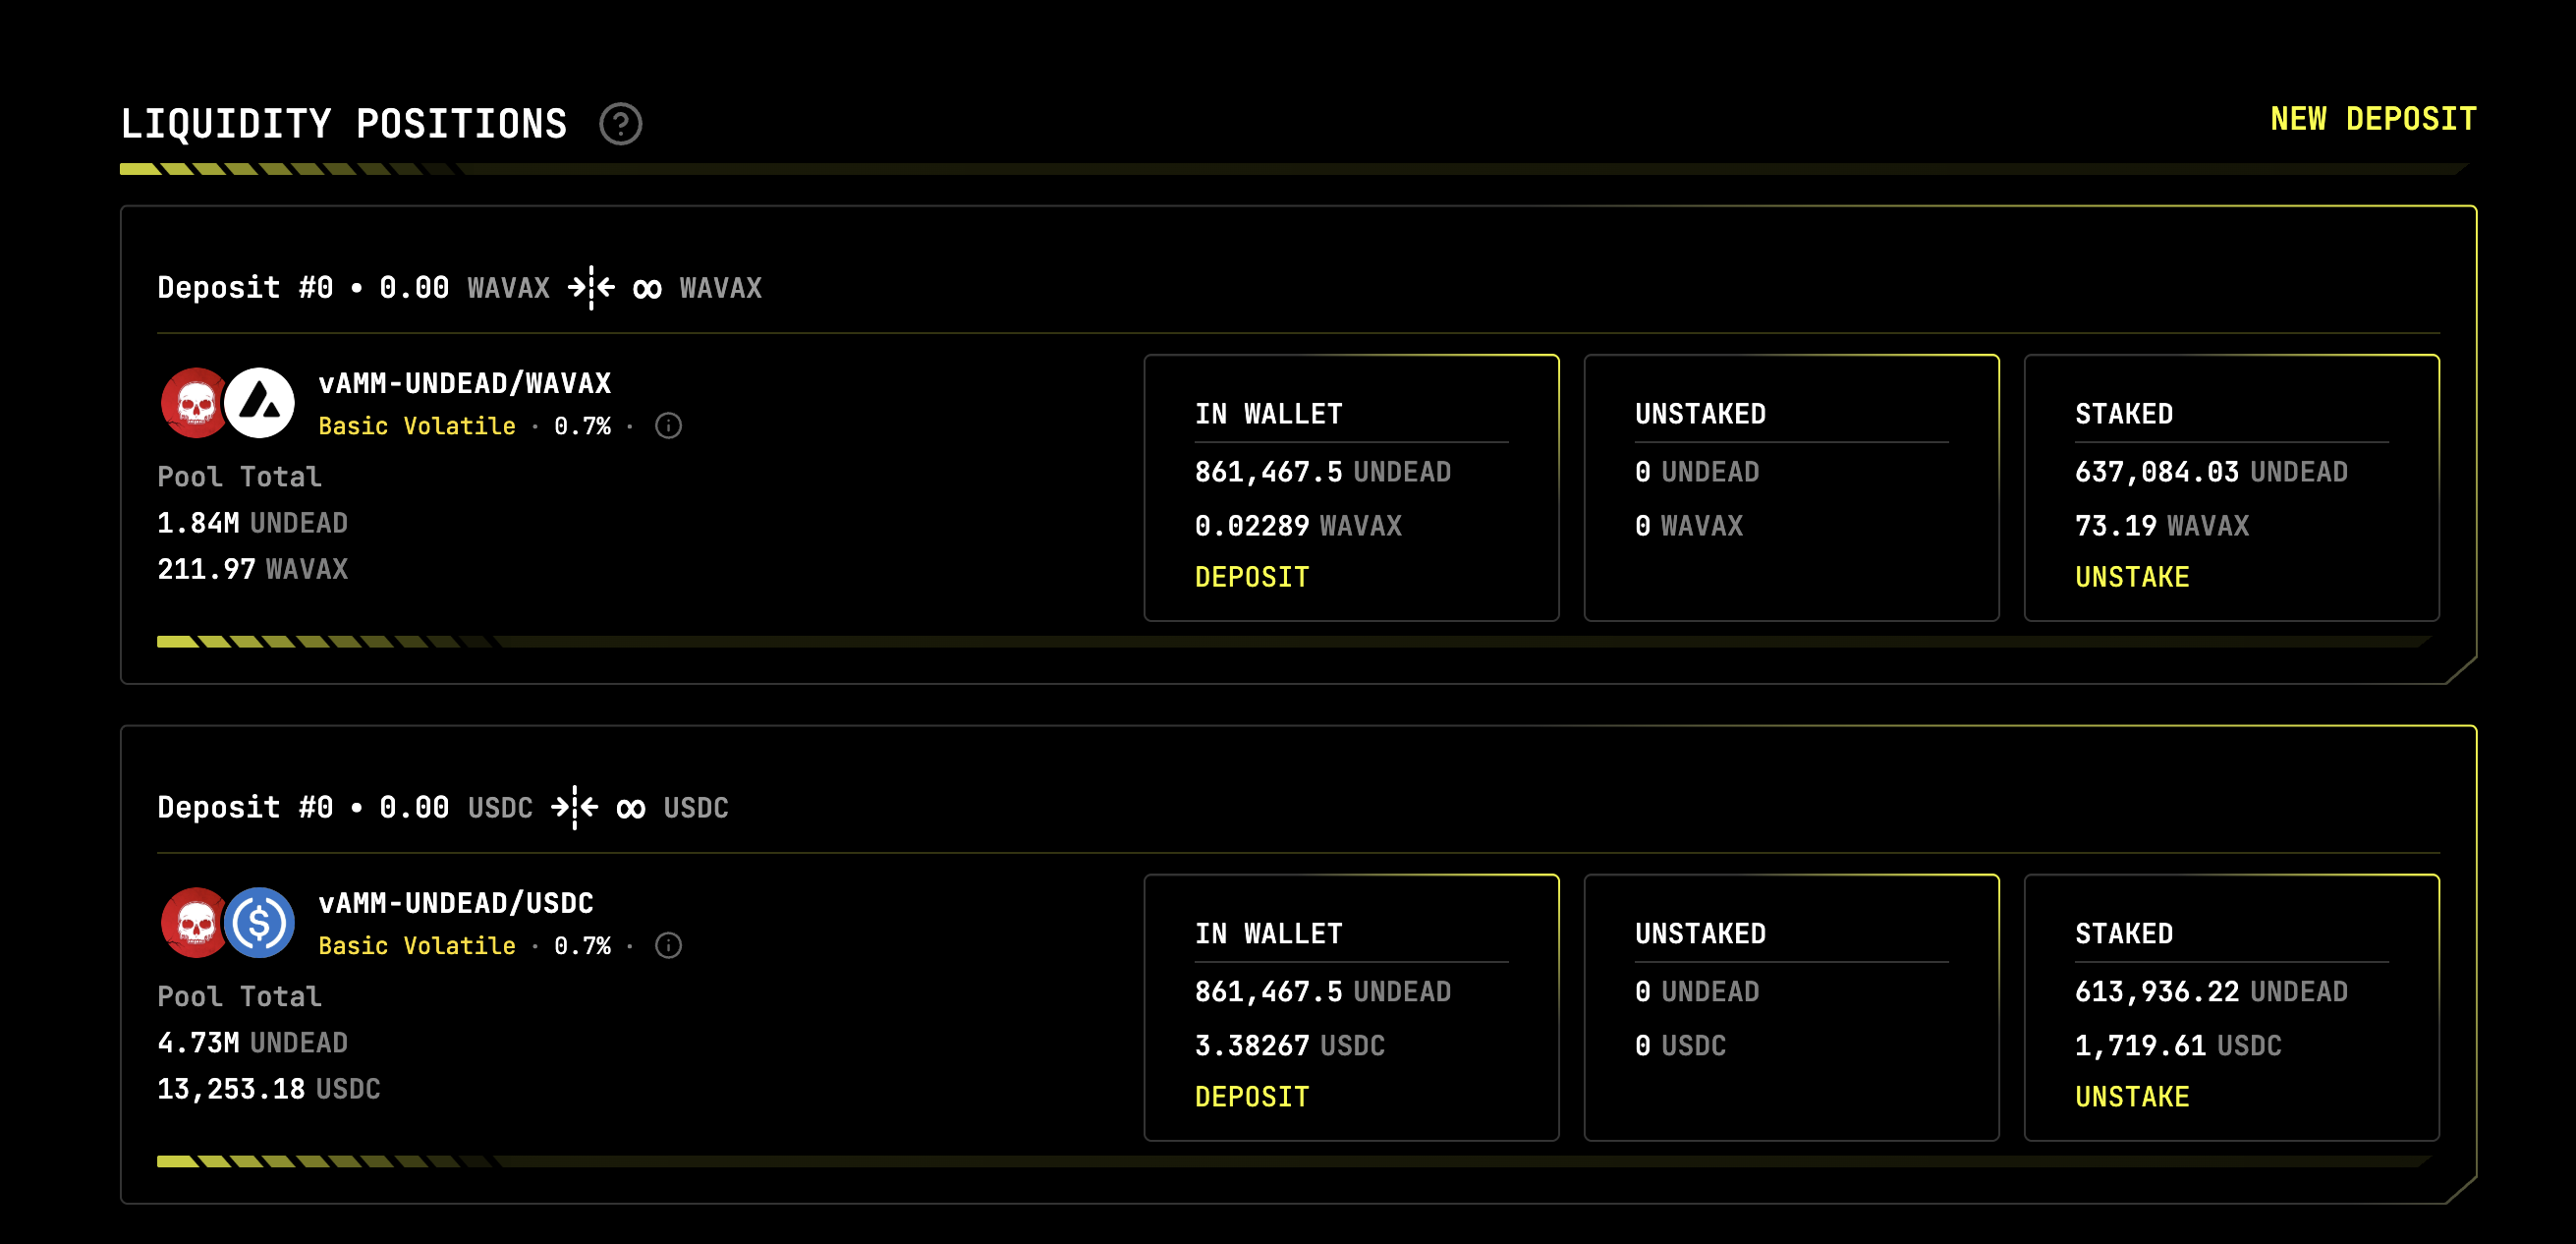 LIQUIDITY POSITIONS
NEW DEPOSIT
Deposit #0 • 0.00 WAVAX ∞ WAVAX
vAMM-UNDEAD/WAVAX
Basic Volatile · 0.7% ·
Pool Total
1.84M UNDEAD
211.97 WAVAX
IN WALLET
861,467.5 UNDEAD
0.02289 WAVAX
DEPOSIT
UNSTAKED
0 UNDEAD
0 WAVAX
STAKED
637,084.03 UNDEAD
73.19 WAVAX
UNSTAKE
Deposit #0 • 0.00 USDC ∞ USDC
vAMM-UNDEAD/USDC
Basic Volatile · 0.7% ·
Pool Total
4.73M UNDEAD
13,253.18 USDC
IN WALLET
861,467.5 UNDEAD
3.38267 USDC
DEPOSIT
UNSTAKED
0 UNDEAD
0 USDC
STAKED
613,936.22 UNDEAD
1,719.61 USDC
UNSTAKE